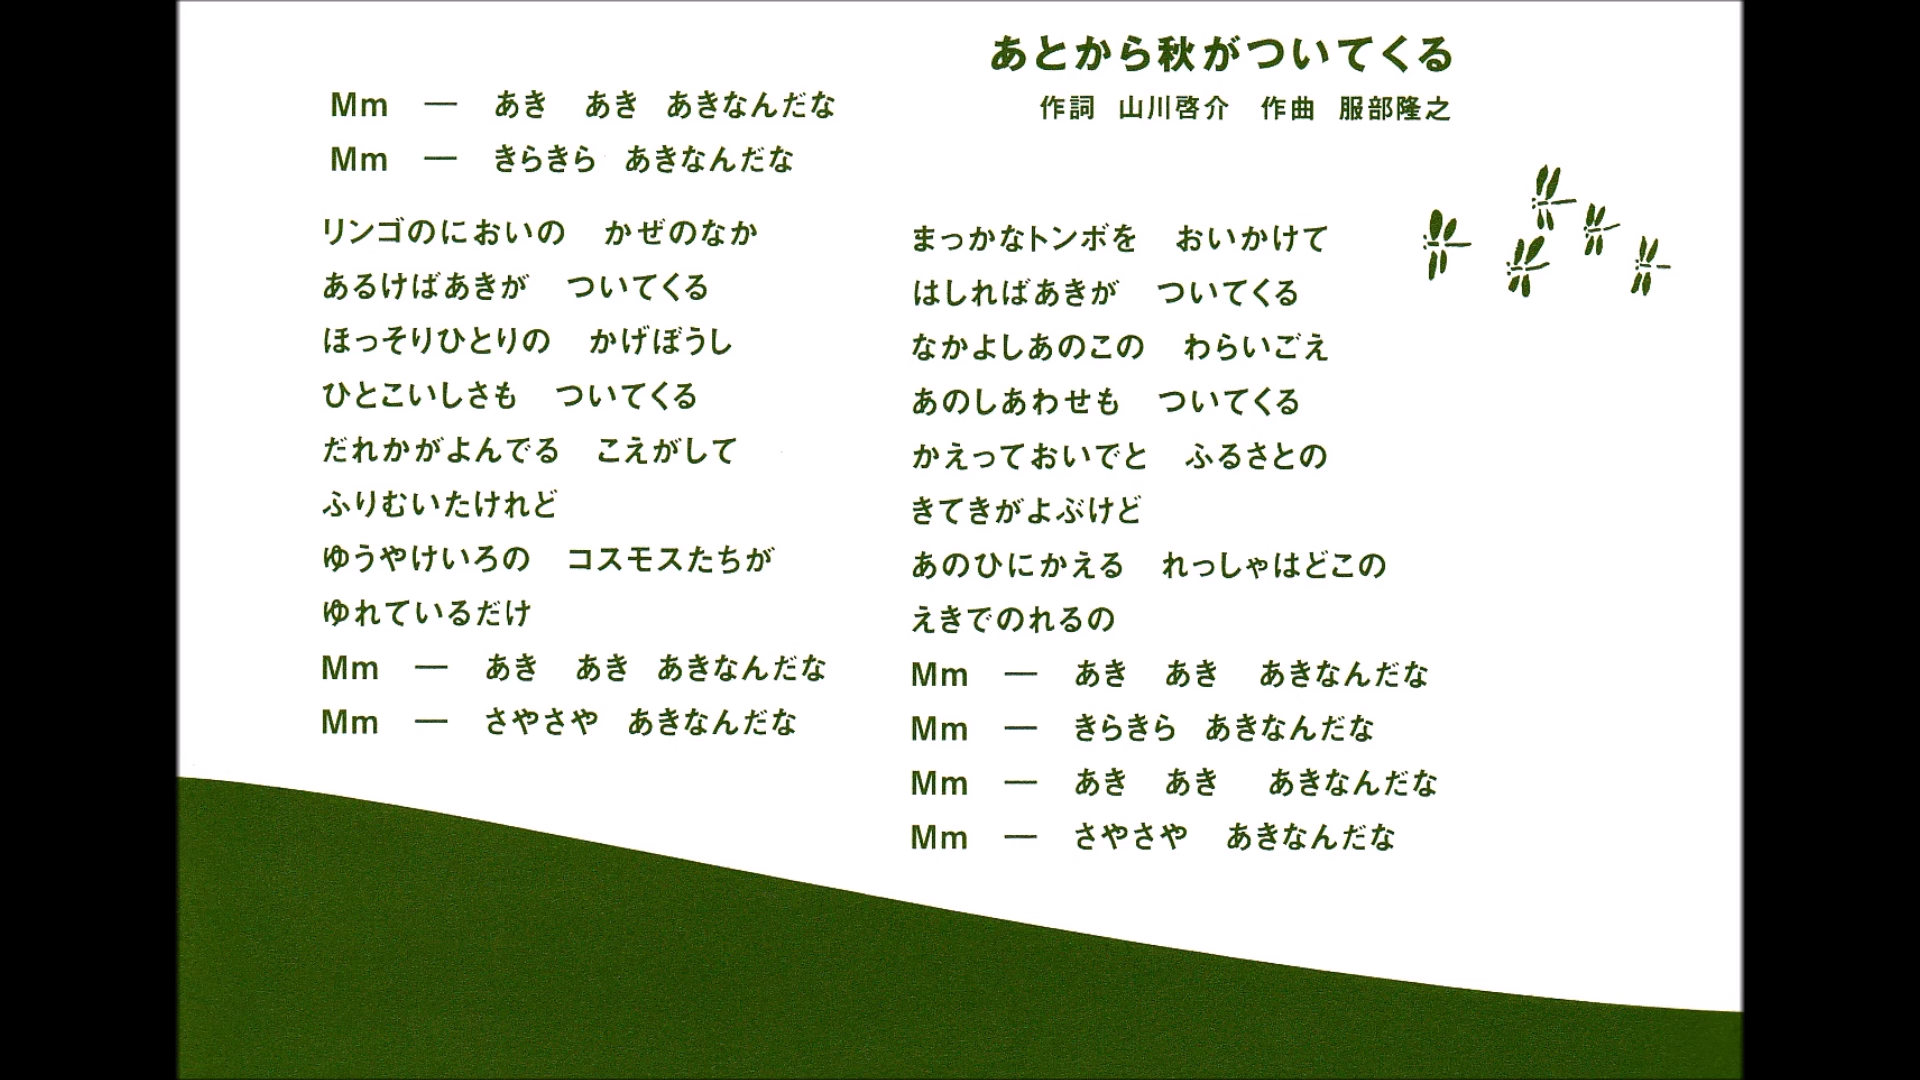 あとから秋がついてくる
作詞 山川啓介 作曲 服部隆之
Mm — あき あき あきなんだな
Mm — きらきら あきなんだな
リンゴのにおいの かぜのなか
あるけばあきが ついてくる
ほっそりひとりの かげぼうし
ひとこいしさも ついてくる
だれかがよんでる こえがして
ふりむいたけれど
ゆうやけいろの コスモスたちが
ゆれているだけ
Mm — あき あき あきなんだな
Mm — さやさや あきなんだな
まっかなトンボを おいかけて
はしればあきが ついてくる
なかよしあのこの わらいごえ
あのしあわせも ついてくる
かえっておいでと ふるさとの
きてきがよぶけど
あのひにかえる れっしゃはどこの
えきでのれるの
Mm — あき あき あきなんだな
Mm — きらきら あきなんだな
Mm — あき あき あきなんだな
Mm — さやさや あきなんだな